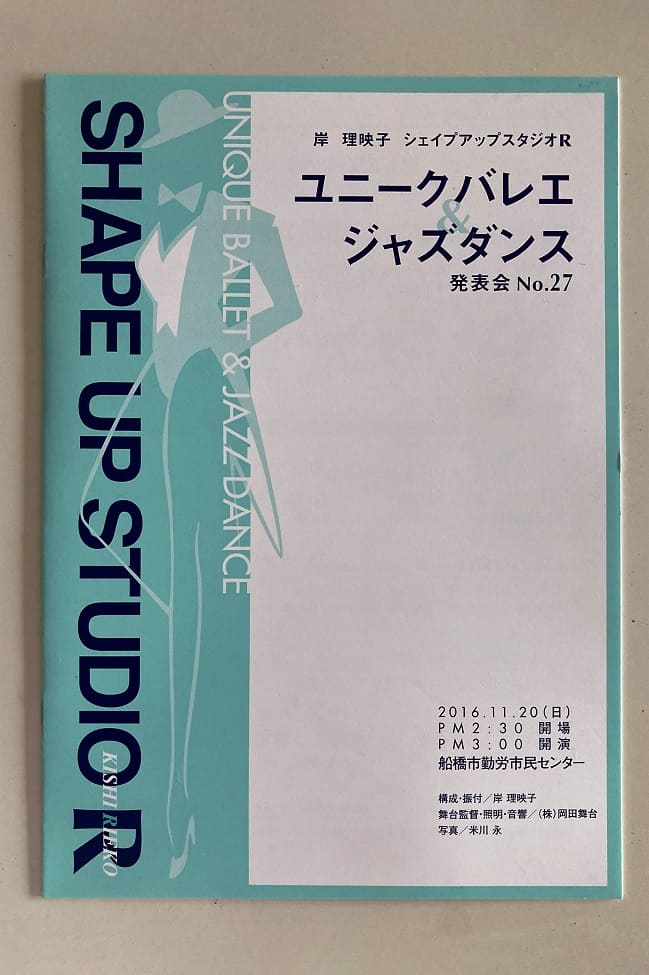 SHAPE UP STUDIO R
KISHI RIEKO
UNIQUE BALLET & JAZZ DANCE
岸 理映子 シェイプアップスタジオR
ユニークバレエ
&
ジャズダンス
発表会 No.27
2016.11.20(日)
PM2:30 開場
PM3:00 開演
船橋市勤労市民センター
構成・振付/岸 理映子
舞台監督・照明・音響/(株)岡田舞台
写真/米川 永